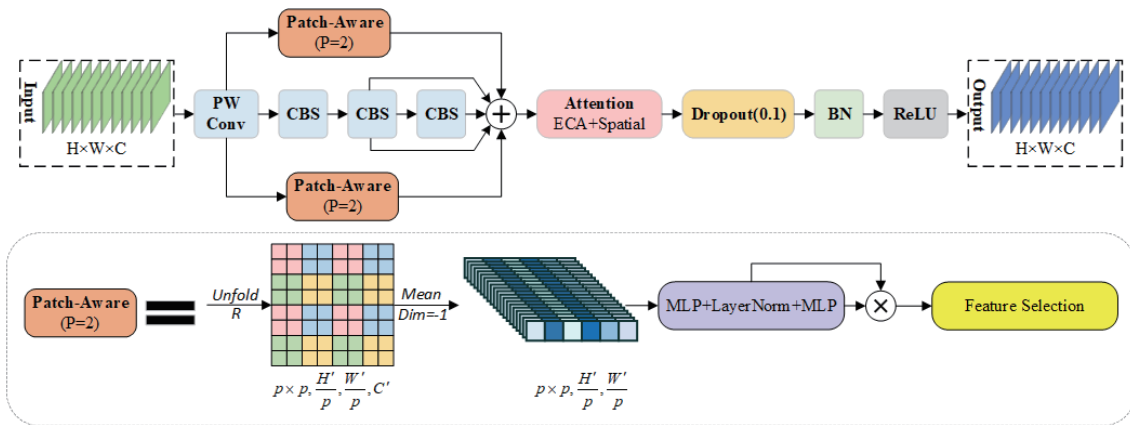 Patch-Aware
(P=2)
Input
H×W×C
PW
Conv
CBS
CBS
CBS
+
Attention
ECA+Spatial
Dropout(0.1)
BN
ReLU
Output
H×W×C
Patch-Aware
(P=2)
Patch-Aware
(P=2)
=
Unfold
R
Mean
Dim=-1
p × p, H′/p, W′/p, C′
p × p, H′/p, W′/p
MLP+LayerNorm+MLP
×
Feature Selection